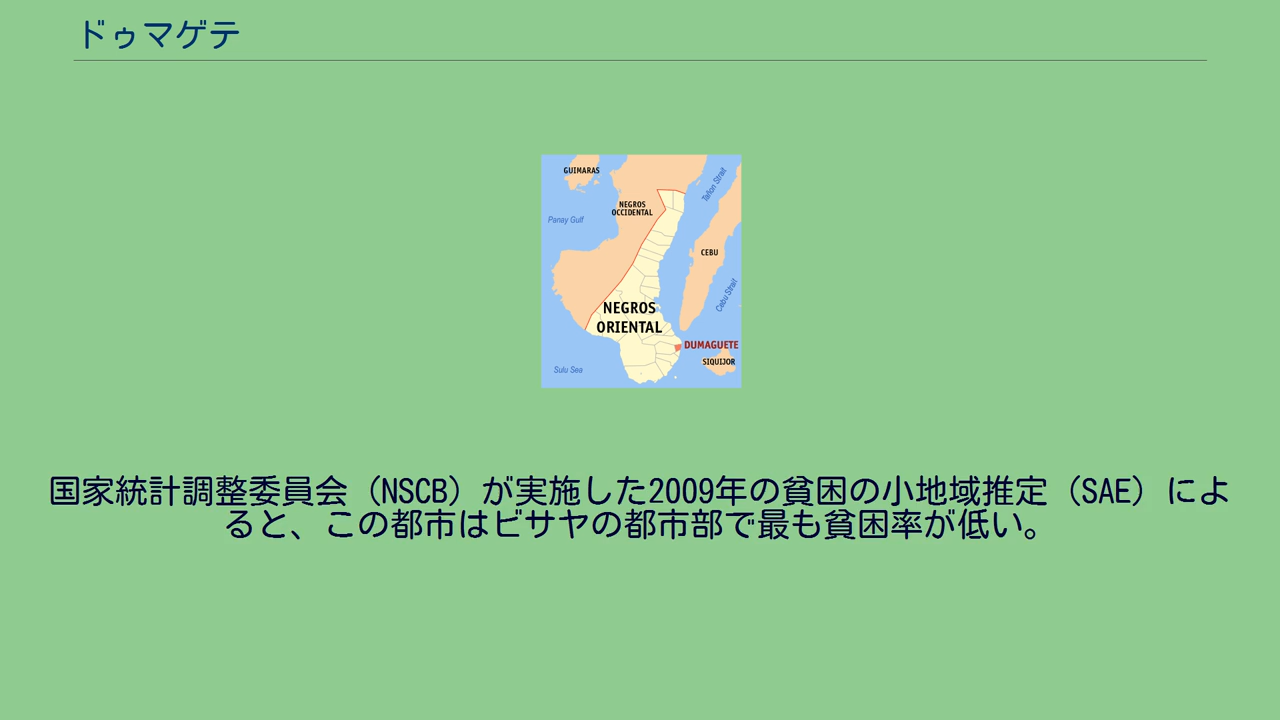 ドゥマゲテ
GUIMARAS
Tañon Strait
NEGROS
OCCIDENTAL
Panay Gulf
CEBU
Cebu Strait
NEGROS
ORIENTAL
DUMAGUETE
SIQUIJOR
Sulu Sea
国家統計調整委員会（NSCB）が実施した2009年の貧困の小地域推定（SAE）によ
ると、この都市はビサヤの都市部で最も貧困率が低い。